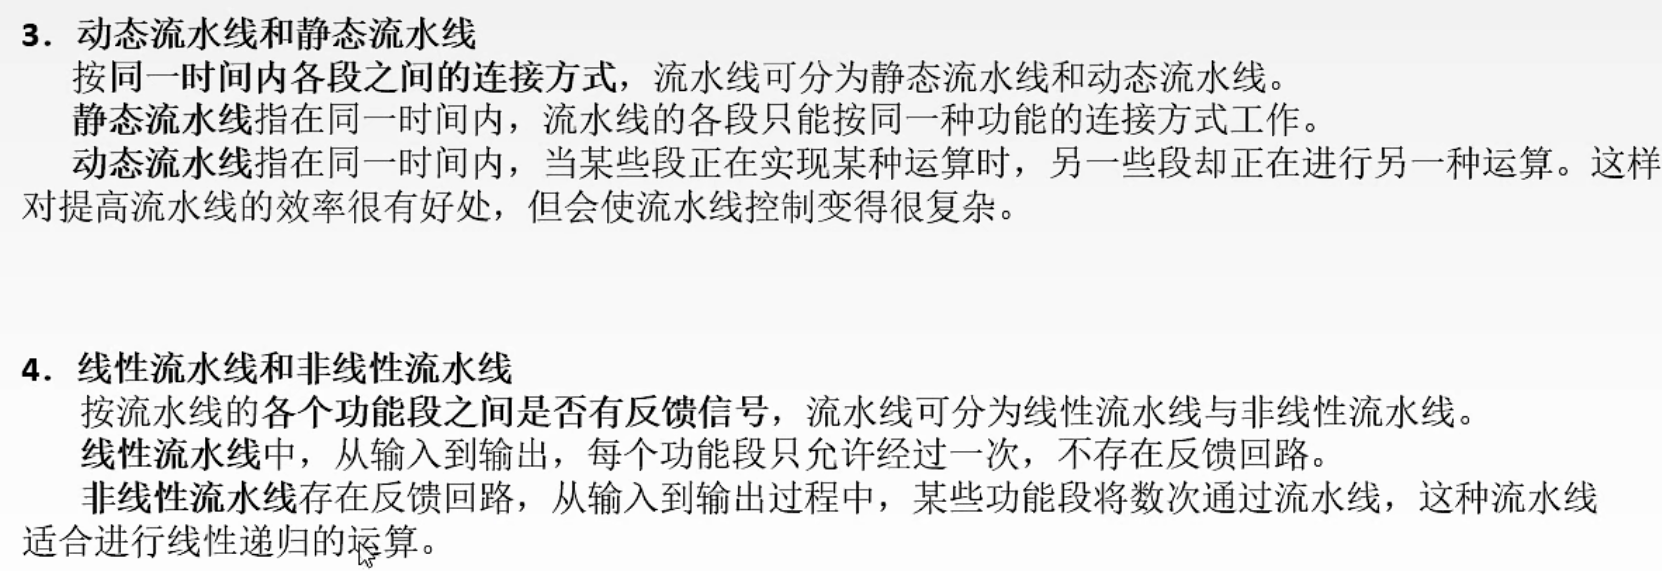 3. 动态流水线和静态流水线
按同一时间内各段之间的连接方式，流水线可分为静态流水线和动态流水线。
静态流水线指在同一时间内，流水线的各段只能按同一种功能的连接方式工作。
动态流水线指在同一时间内，当某些段正在实现某种运算时，另一些段却正在进行另一种运算。这样
对提高流水线的效率很有好处，但会使流水线控制变得很复杂。
4. 线性流水线和非线性流水线
按流水线的各个功能段之间是否有反馈信号，流水线可分为线性流水线与非线性流水线。
线性流水线中，从输入到输出，每个功能段只允许经过一次，不存在反馈回路。
非线性流水线存在反馈回路，从输入到输出过程中，某些功能段将数次通过流水线，这种流水线
适合进行线性递归的运算。